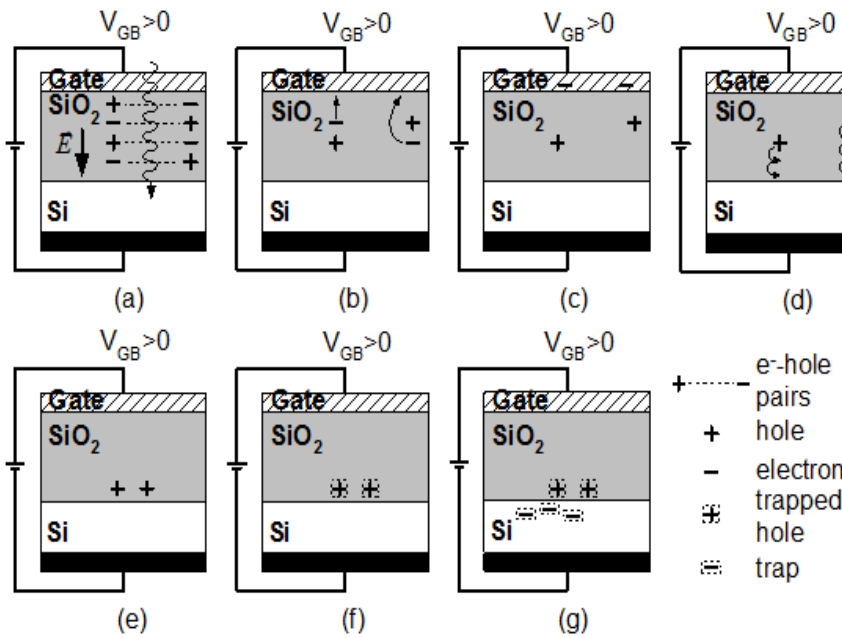 V_GB>0 V_GB>0 V_GB>0 V_GB>0
Gate Gate Gate Gate
SiO₂ SiO₂ SiO₂ SiO₂
E
Si Si Si Si
(a) (b) (c) (d)
V_GB>0 V_GB>0 V_GB>0
Gate Gate Gate
SiO₂ SiO₂ SiO₂
Si Si Si
(e) (f) (g)
e⁻-hole
pairs
hole
electron
trapped
hole
trap